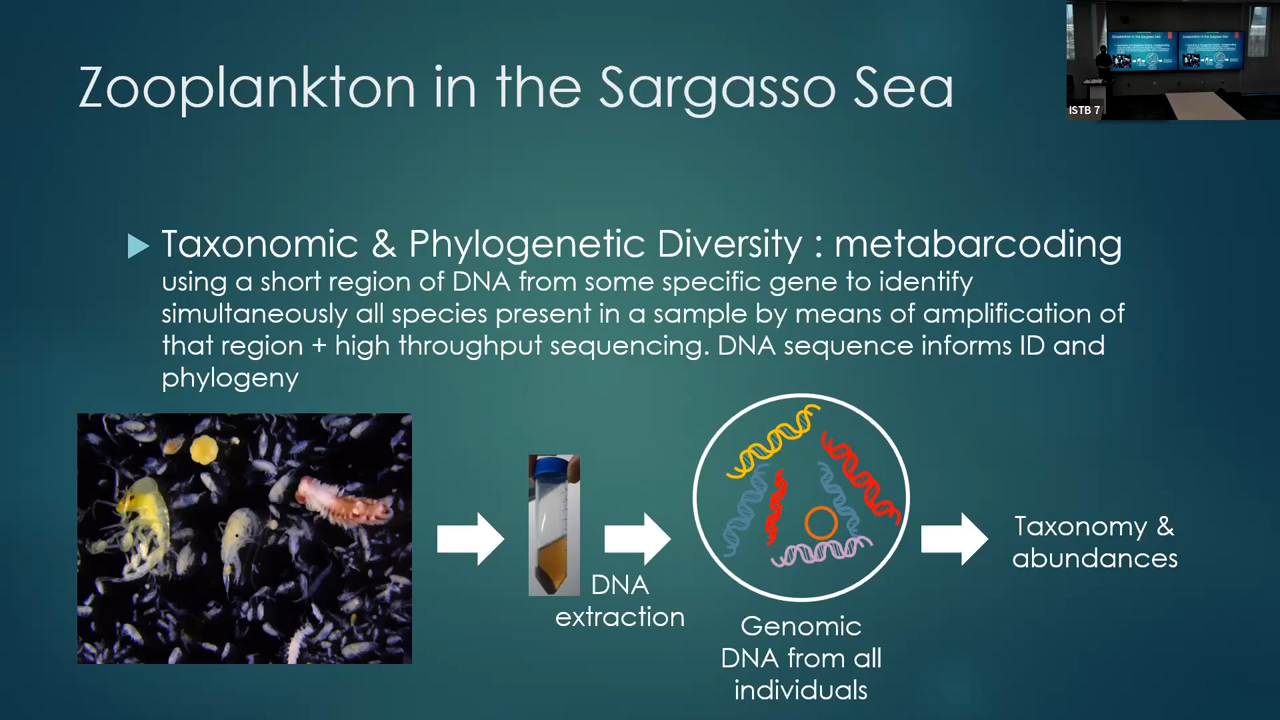 Zooplankton in the Sargasso Sea
ISTB 7
Taxonomic & Phylogenetic Diversity : metabarcoding
using a short region of DNA from some specific gene to identify
simultaneously all species present in a sample by means of amplification of
that region + high throughput sequencing. DNA sequence informs ID and
phylogeny
DNA
extraction
Genomic
DNA from all
individuals
Taxonomy &
abundances